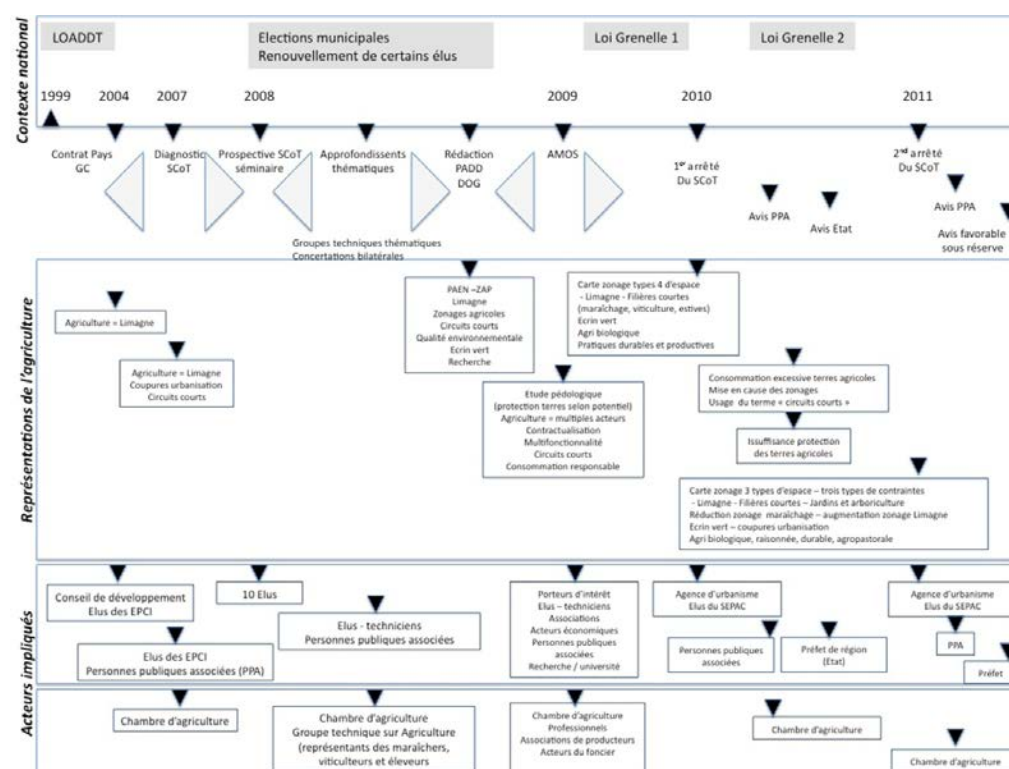 Contexte national
LOADDT
Elections municipales
Renouvellement de certains élus
Loi Grenelle 1
Loi Grenelle 2
1999
2004
2007
2008
2009
2010
2011
Contrat Pays
GC
Diagnostic
SCoT
Prospective SCoT
séminaire
Approfondissents
thématiques
Rédaction
PADD
DOG
AMOS
1er arrêté
Du SCoT
2nd arrêté
Du SCoT
Avis PPA
Avis Etat
Avis PPA
Avis favorable
sous réserve
Groupes techniques thématiques
Concertations bilatérales
Représentations de l'agriculture
Agriculture = Limagne
Agriculture = Limagne
Coupures urbanisation
Circuits courts
PAEN –ZAP
Limagne
Zonages agricoles
Circuits courts
Qualité environnementale
Ecrin vert
Recherche
Etude pédologique
(protection terres selon potentiel)
Agriculture = multiples acteurs
Contractualisation
Multifonctionnalité
Circuits courts
Consommation responsable
Carte zonage types 4 d'espace
- Limagne - Filières courtes
(maraîchage, viticulture, estives)
Ecrin vert
Agri biologique
Pratiques durables et productives
Consommation excessive terres agricoles
Mise en cause des zonages
Usage du terme « circuits courts »
Issuffisance protection
des terres agricoles
Carte zonage 3 types d'espace – trois types de contraintes
- Limagne - Filières courtes – Jardins et arboriculture
Réduction zonage maraîchage – augmentation zonage Limagne
Ecrin vert – coupures urbanisation
Agri biologique, raisonnée, durable, agropastorale
Acteurs impliqués
Conseil de développement
Elus des EPCI
Elus des EPCI
Personnes publiques associées (PPA)
10 Elus
Elus - techniciens
Personnes publiques associées
Porteurs d'intérêt
Elus – techniciens
Associations
Acteurs économiques
Personnes publiques
associées
Recherche / université
Agence d'urbanisme
Elus du SEPAC
Personnes publiques
associées
Préfet de région
(Etat)
Agence d'urbanisme
Elus du SEPAC
PPA
Préfet
Chambre d'agriculture
Chambre d'agriculture
Groupe technique sur Agriculture
(représentants des maraîchers,
viticulteurs et éleveurs
Chambre d'agriculture
Professionnels
Associations de producteurs
Acteurs du foncier
Chambre d'agriculture
Chambre d'agriculture